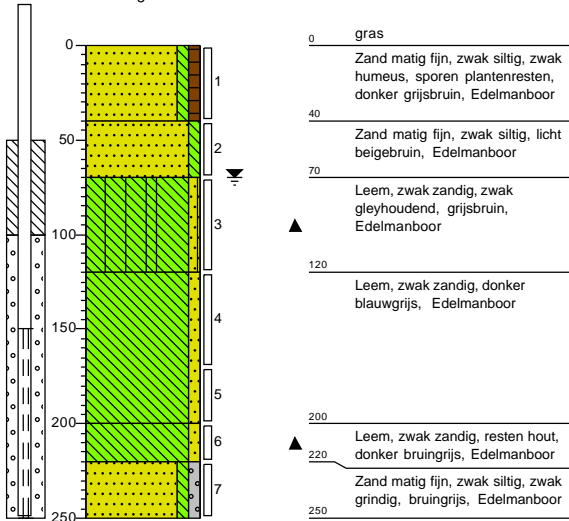 0
50
100
150
200
250
1
2
3
4
5
6
7
0
gras
Zand matig fijn, zwak siltig, zwak
humeus, sporen plantenresten,
donker grijsbruin, Edelmanboor
40
Zand matig fijn, zwak siltig, licht
beigebruin, Edelmanboor
70
Leem, zwak zandig, zwak
gleyhoudend, grijsbruin,
Edelmanboor
120
Leem, zwak zandig, donker
blauwgrijs, Edelmanboor
200
Leem, zwak zandig, resten hout,
donker bruingrijs, Edelmanboor
220
Zand matig fijn, zwak siltig, zwak
grindig, bruingrijs, Edelmanboor
250